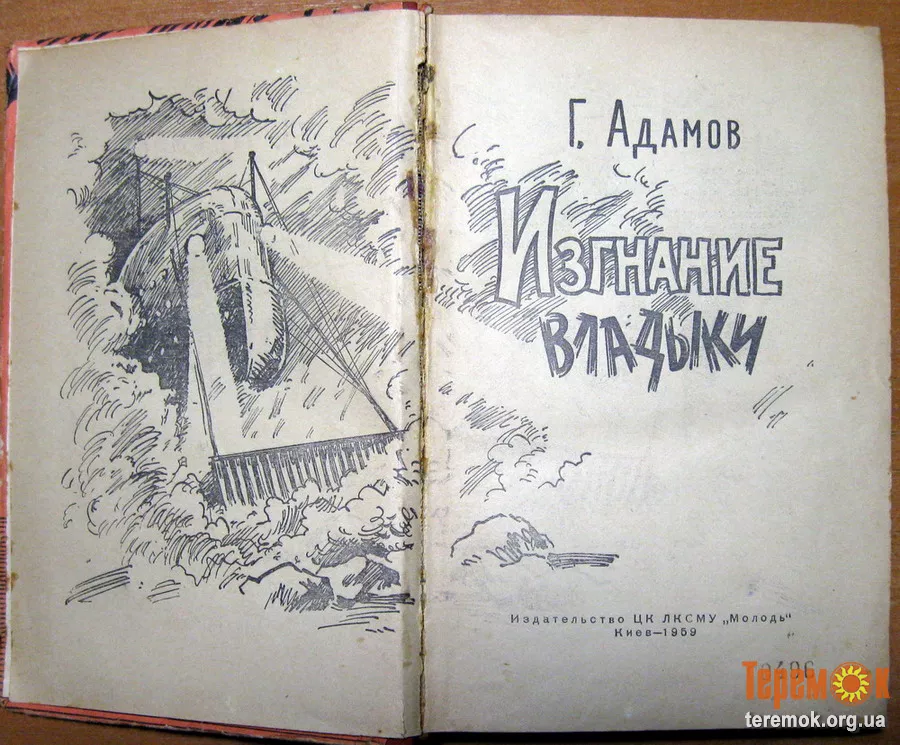 Г. Адамов
Изгнание
владыки
Издательство ЦК ЛКСМУ „Молодь“
Киев—1959
Теремок
teremok.org.ua